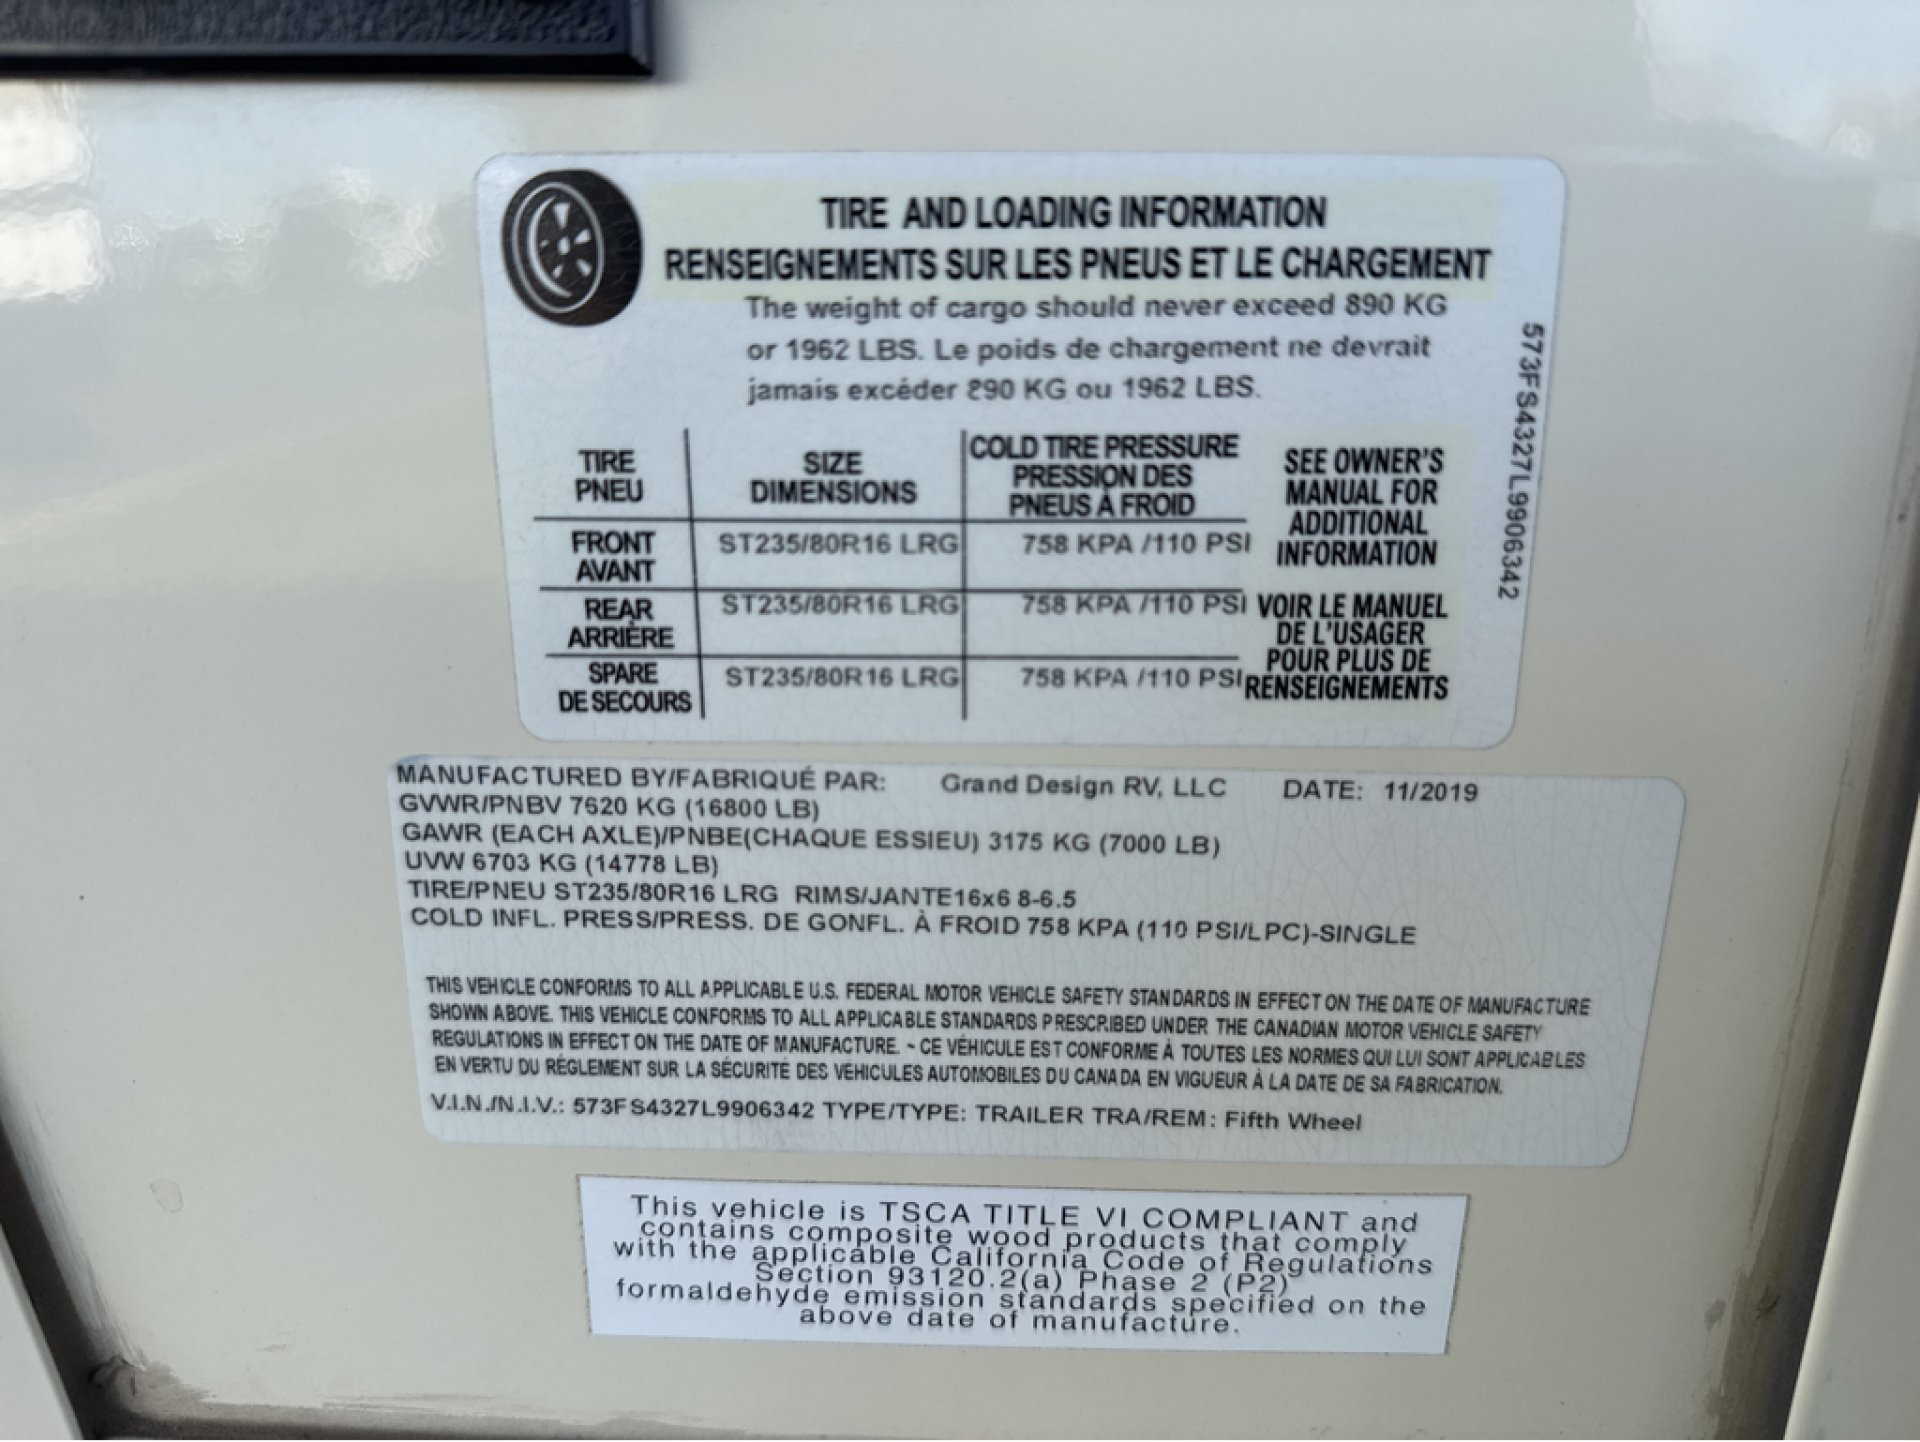 TIRE AND LOADING INFORMATION
RENSEIGNEMENTS SUR LES PNEUS ET LE CHARGEMENT
The weight of cargo should never exceed 890 KG
or 1962 LBS. Le poids de chargement ne devrait
jamais excéder 890 KG ou 1962 LBS.
TIRE PNEU SIZE DIMENSIONS COLD TIRE PRESSURE PRESSION DES PNEUS À FROID
FRONT AVANT ST235/80R16 LRG 758 KPA /110 PSI
REAR ARRIÈRE ST235/80R16 LRG 758 KPA /110 PSI
SPARE DE SECOURS ST235/80R16 LRG 758 KPA /110 PSI
SEE OWNER'S
MANUAL FOR
ADDITIONAL
INFORMATION
VOIR LE MANUEL
DE L'USAGER
POUR PLUS DE
RENSEIGNEMENTS
573FS4327L9906342
MANUFACTURED BY/FABRIQUÉ PAR: Grand Design RV, LLC DATE: 11/2019
GVWR/PNBV 7620 KG (16800 LB)
GAWR (EACH AXLE)/PNBE(CHAQUE ESSIEU) 3175 KG (7000 LB)
UVW 6703 KG (14778 LB)
TIRE/PNEU ST235/80R16 LRG RIMS/JANTE16x6 8-6.5
COLD INFL. PRESS/PRESS. DE GONFL. À FROID 758 KPA (110 PSI/LPC)-SINGLE
THIS VEHICLE CONFORMS TO ALL APPLICABLE U.S. FEDERAL MOTOR VEHICLE SAFETY STANDARDS IN EFFECT ON THE DATE OF MANUFACTURE
SHOWN ABOVE. THIS VEHICLE CONFORMS TO ALL APPLICABLE STANDARDS PRESCRIBED UNDER THE CANADIAN MOTOR VEHICLE SAFETY
REGULATIONS IN EFFECT ON THE DATE OF MANUFACTURE. - CE VÉHICULE EST CONFORME À TOUTES LES NORMES QUI LUI SONT APPLICABLES
EN VERTU DU RÉGLEMENT SUR LA SÉCURITÉ DES VÉHICULES AUTOMOBILES DU CANADA EN VIGUEUR À LA DATE DE SA FABRICATION.
V.I.N./N.I.V.: 573FS4327L9906342 TYPE/TYPE: TRAILER TRA/REM: Fifth Wheel
This vehicle is TSCA TITLE VI COMPLIANT and
contains composite wood products that comply
with the applicable California Code of Regulations
Section 93120.2(a) Phase 2 (P2)
formaldehyde emission standards specified on the
above date of manufacture.